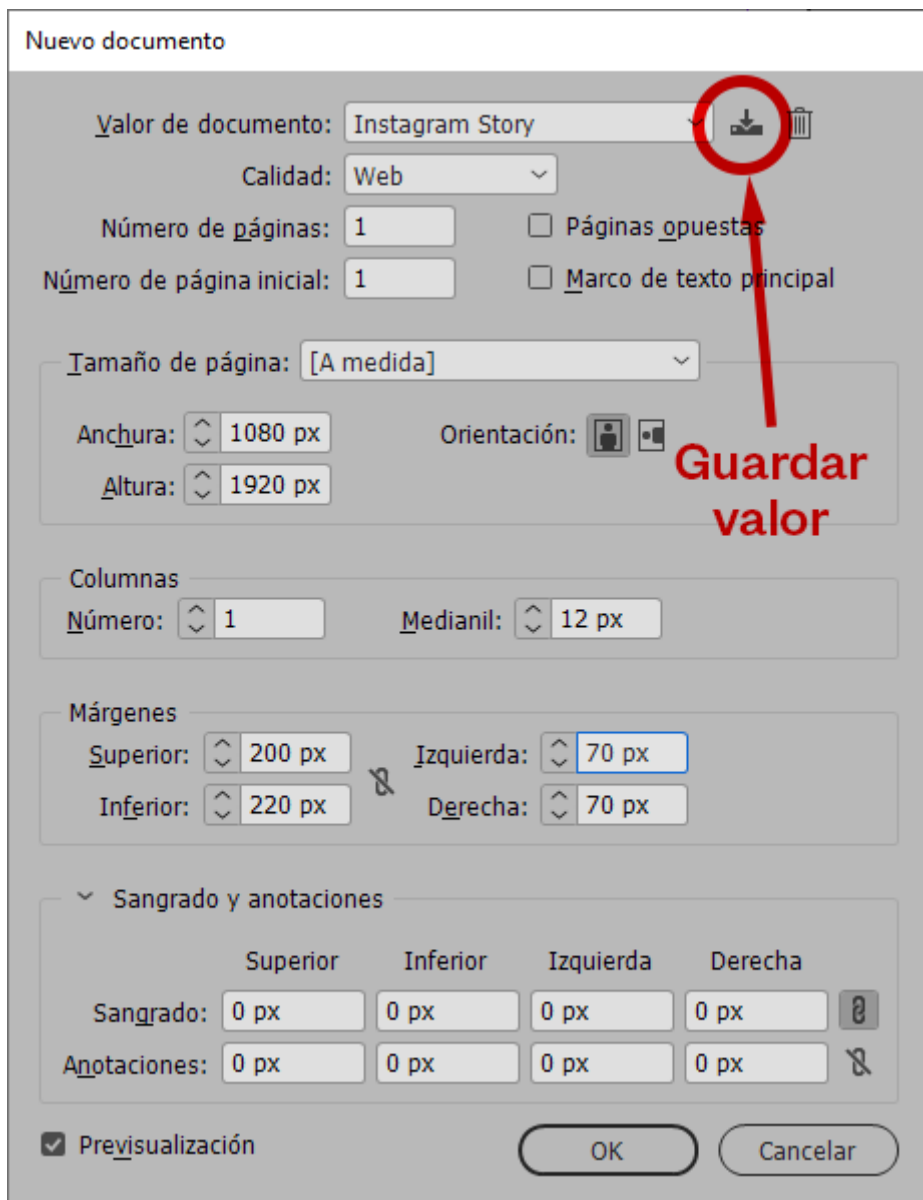 Nuevo documento
Valor de documento: Instagram Story
Calidad: Web
Número de páginas: 1 Páginas opuestas
Número de página inicial: 1 Marco de texto principal
Tamaño de página: [A medida]
Anchura: 1080 px Orientación:
Altura: 1920 px
Guardar
valor
Columnas
Número: 1 Medianil: 12 px
Márgenes
Superior: 200 px Izquierda: 70 px
Inferior: 220 px Derecha: 70 px
Sangrado y anotaciones
Superior Inferior Izquierda Derecha
Sangrado: 0 px 0 px 0 px 0 px
Anotaciones: 0 px 0 px 0 px 0 px
Previsualización OK Cancelar